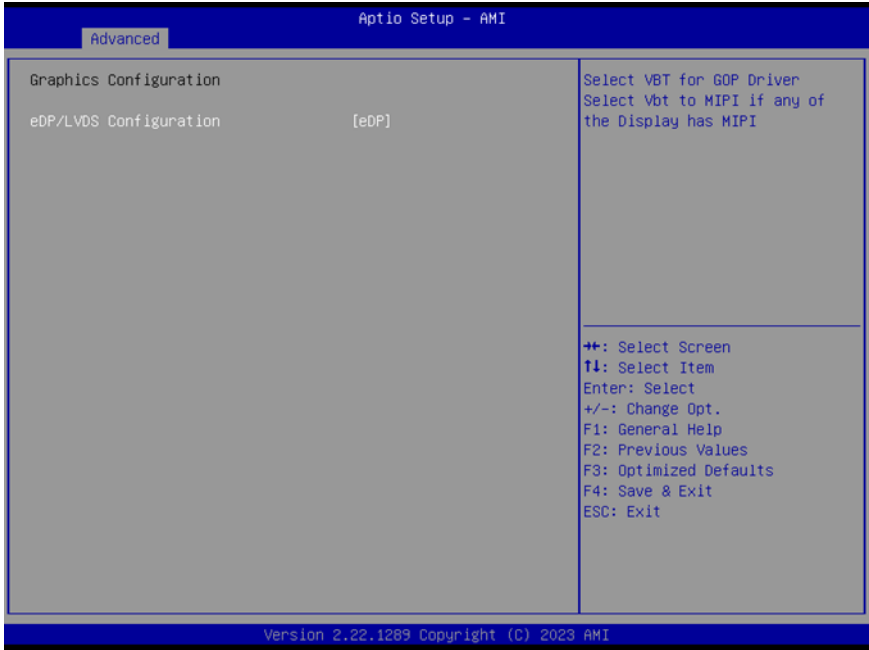 Aptio Setup – AMI
Advanced
Graphics Configuration
eDP/LVDS Configuration [eDP]
Select VBT for GOP Driver
Select Vbt to MIPI if any of
the Display has MIPI
→←: Select Screen
↑↓: Select Item
Enter: Select
+/-: Change Opt.
F1: General Help
F2: Previous Values
F3: Optimized Defaults
F4: Save & Exit
ESC: Exit
Version 2.22.1289 Copyright (C) 2023 AMI